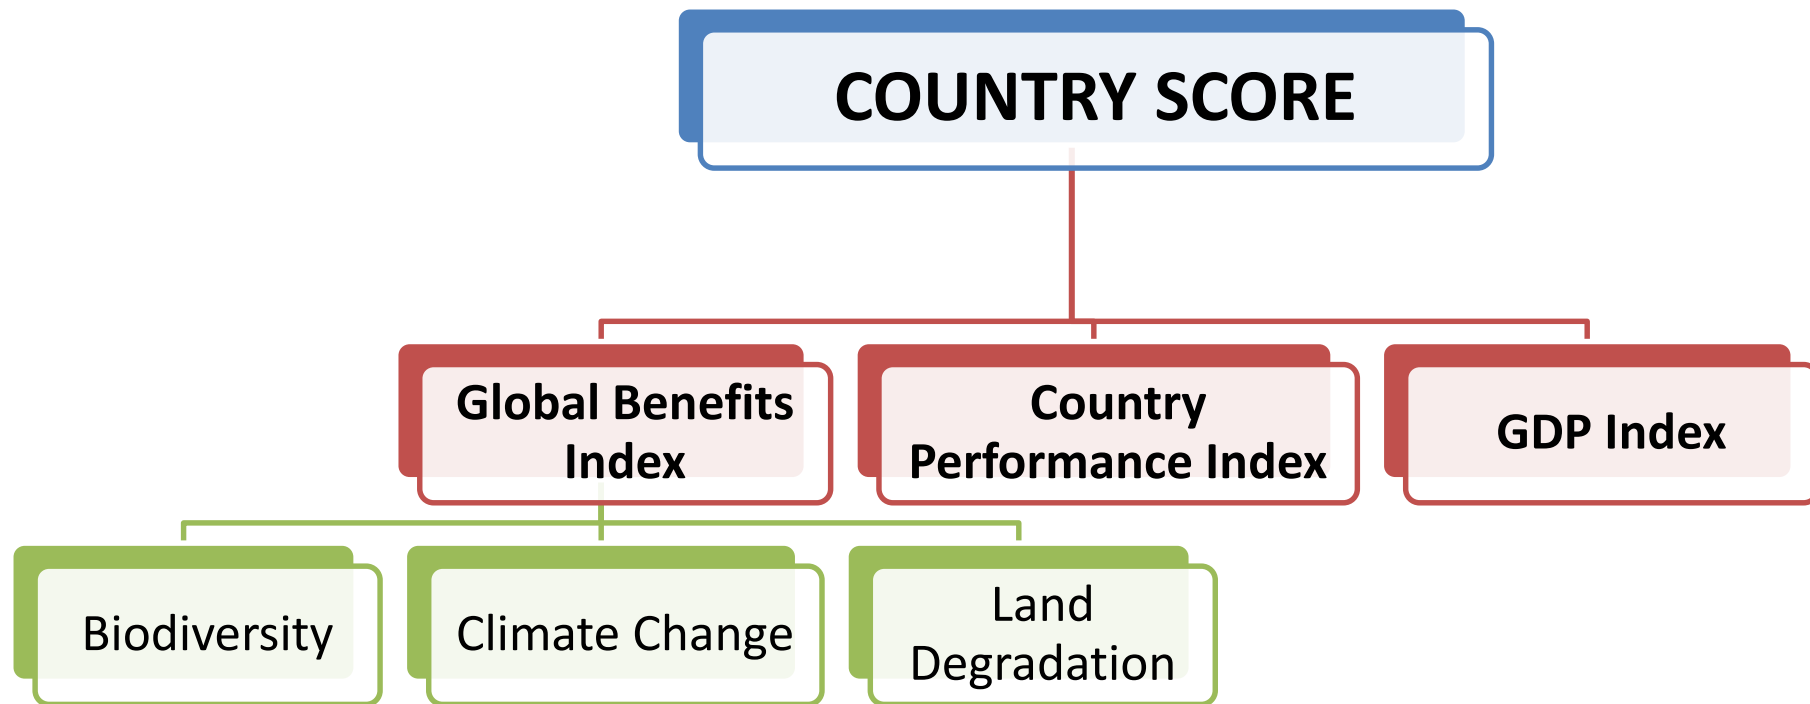 COUNTRY SCORE
Global Benefits
Index
Country
Performance Index
GDP Index
Biodiversity
Climate Change
Land
Degradation